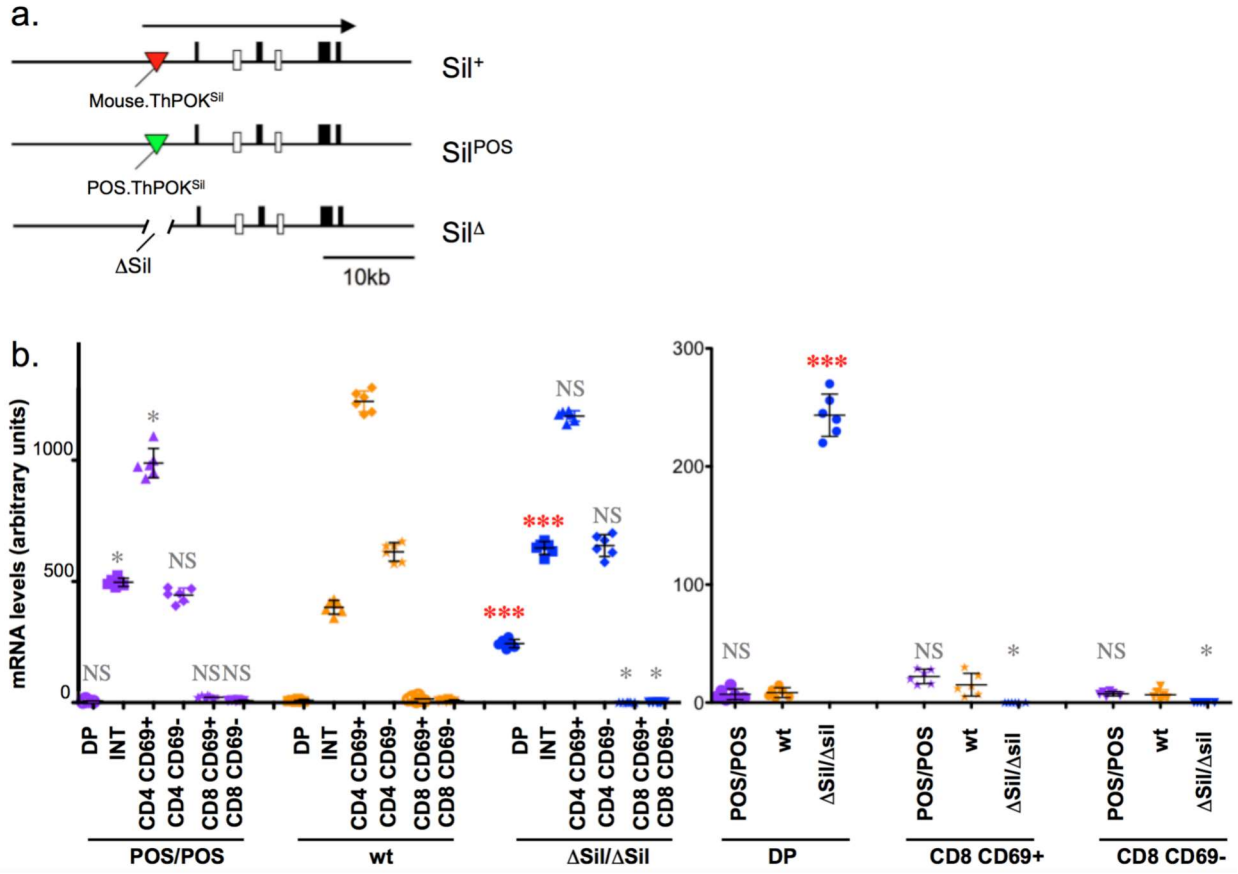 a.
Sil+
Mouse.ThPOKSil
SilPOS
POS.ThPOKSil
SilΔ
ΔSil
10kb
b.
mRNA levels (arbitrary units)
1000
500
0
NS
*
*
NS
NS NS
***
***
NS
NS
*
*
DP
INT
CD4 CD69+
CD4 CD69-
CD8 CD69+
CD8 CD69-
DP
INT
CD4 CD69+
CD4 CD69-
CD8 CD69+
CD8 CD69-
DP
INT
CD4 CD69+
CD4 CD69-
CD8 CD69+
CD8 CD69-
POS/POS
wt
ΔSil/ΔSil
300
200
100
0
NS
***
NS
*
NS
*
POS/POS
wt
ΔSil/Δsil
POS/POS
wt
ΔSil/Δsil
POS/POS
wt
ΔSil/Δsil
DP
CD8 CD69+
CD8 CD69-